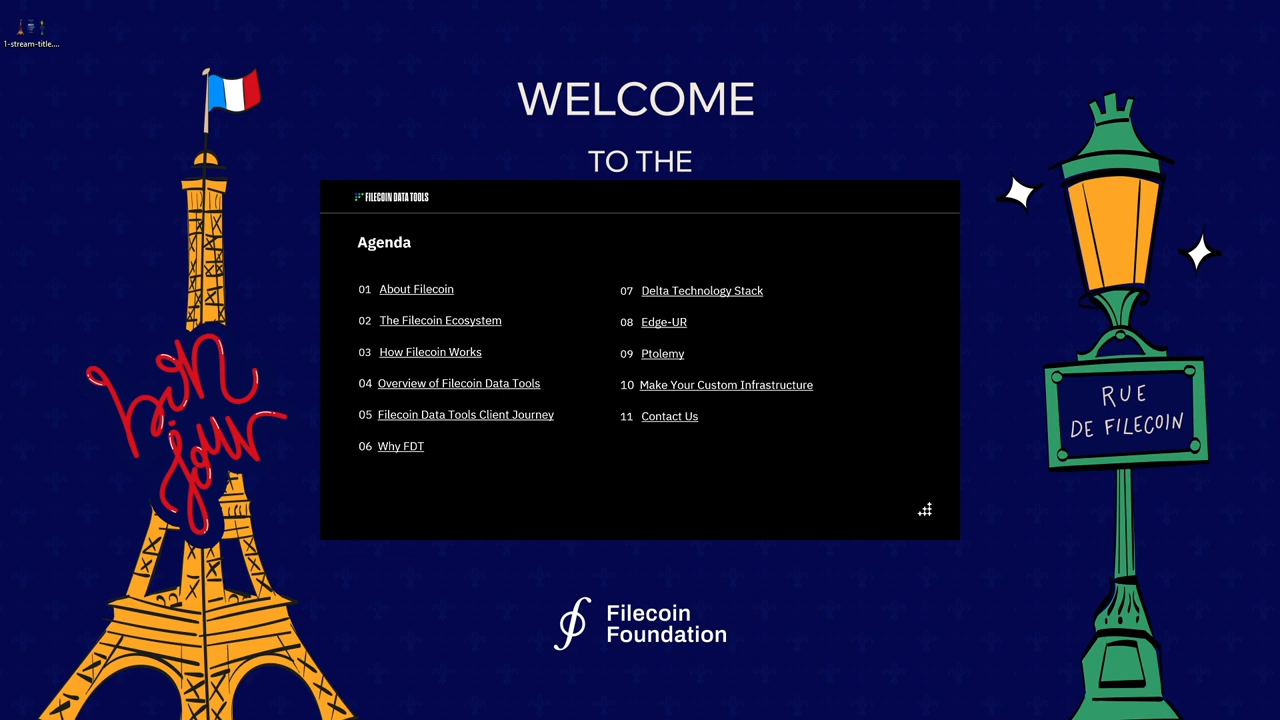 1-stream-title....
WELCOME
TO THE
FILECOIN DATA TOOLS
Agenda
01 About Filecoin
02 The Filecoin Ecosystem
03 How Filecoin Works
04 Overview of Filecoin Data Tools
05 Filecoin Data Tools Client Journey
06 Why FDT
07 Delta Technology Stack
08 Edge-UR
09 Ptolemy
10 Make Your Custom Infrastructure
11 Contact Us
bon
jour
RUE
DE FILECOIN
Filecoin
Foundation